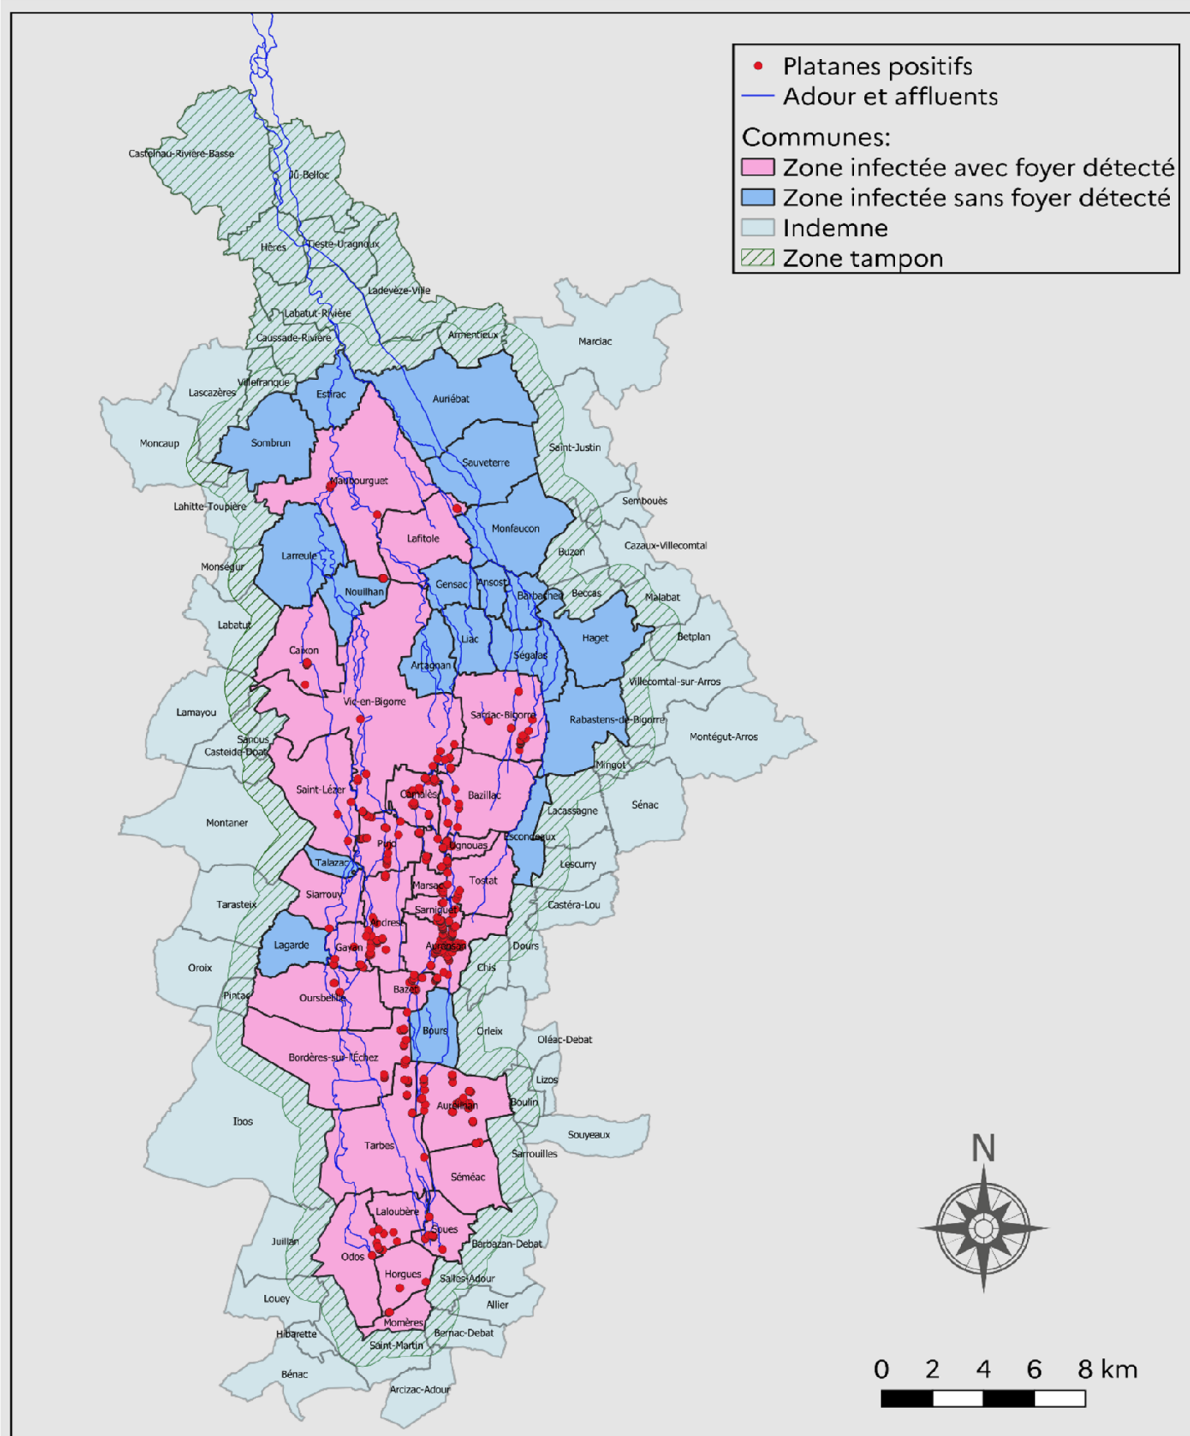 Platanes positifs
Adour et affluents
Communes:
Zone infectée avec foyer détecté
Zone infectée sans foyer détecté
Indemne
Zone tampon
Castelnau-Rivière-Basse
Jû-Belloc
Hères
Tieste-Uragnoux
Ladevèze-Ville
Labatut-Rivière
Caussade-Rivière
Armentieux
Marciac
Villefranque
Lascazères
Estirac
Auriébat
Moncaup
Sombrun
Saint-Justin
Sauveterre
Maubourguet
Lahitte-Toupière
Sembouès
Monfaucon
Lafitole
Cazaux-Villecomtal
Larreule
Buzon
Monségur
Nouilhan
Gensac
Ansost
Barbachen
Beccas
Malabat
Labatut
Liac
Haget
Betplan
Caixon
Artagnan
Ségalas
Villecomtal-sur-Arros
Vic-en-Bigorre
Lamayou
Sarriac-Bigorre
Rabastens-de-Bigorre
Sanous
Casteide-Doat
Montégut-Arros
Mingot
Saint-Lézer
Camalès
Bazillac
Sénac
Lacassagne
Montaner
Escondeaux
Pujo
Ugnouas
Talazac
Lescurry
Marsac
Tostat
Siarrouy
Tarasteix
Sarniguet
Castéra-Lou
Andrest
Lagarde
Gayan
Aurensan
Dours
Oroix
Chis
Pintac
Oursbelille
Bazet
Bours
Orleix
Oléac-Debat
Bordères-sur-l'Échez
Lizos
Boulin
Aureilhan
Ibos
Souyeaux
Tarbes
Sarrouilles
Séméac
Laloubère
Soues
Juillan
Barbazan-Debat
Odos
Horgues
Salles-Adour
Louey
Allier
Momères
Hibarette
Bernac-Debat
Saint-Martin
Bénac
Arcizac-Adour
N
0 2 4 6 8 km